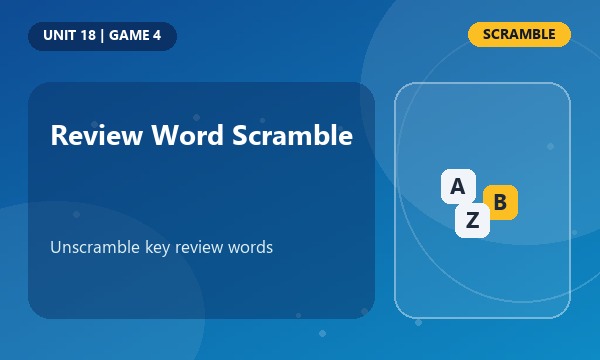 UNIT 18 | GAME 4
SCRAMBLE
Review Word Scramble
Unscramble key review words
A
B
Z